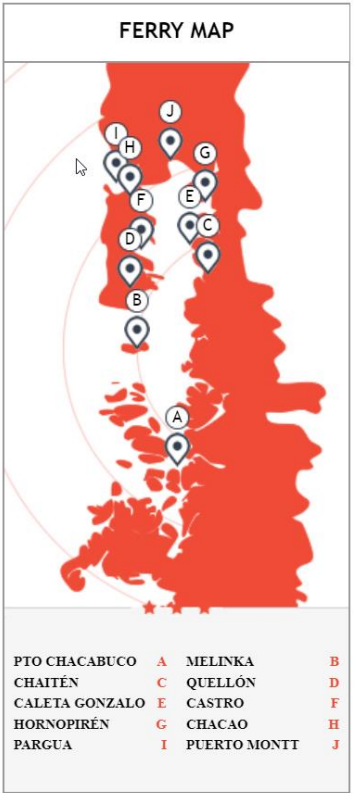 FERRY MAP
J
I
H
G
F
E
D
C
B
A
PTO CHACABUCO A MELINKA B
CHAITÉN C QUELLÓN D
CALETA GONZALO E CASTRO F
HORNOPIRÉN G CHACAO H
PARGUA I PUERTO MONTT J